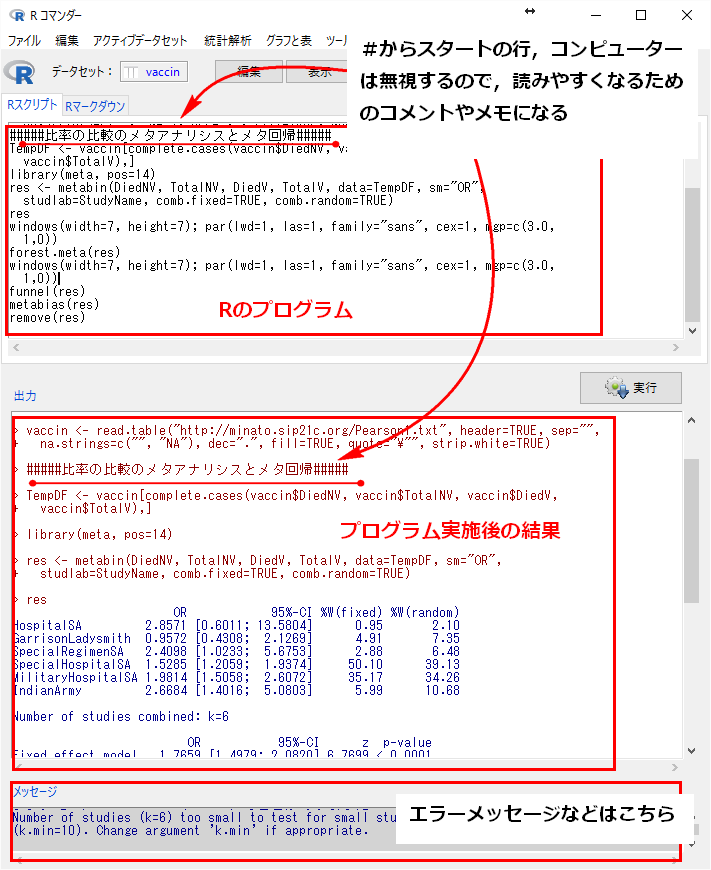 R コマンダー
ファイル 編集 アクティブデータセット 統計解析 グラフと表
#からスタートの行，コンピューター
は無視するので，読みやすくなるため
のコメントやメモになる
データセット： vaccin 編集 表示
Rスクリプト Rマークダウン
#####比率の比較のメタアナリシスとメタ回帰#####
TempDF <- vaccin[complete.cases(vaccin$DiedNV,
vaccin$TotalV),]
library(meta, pos=14)
res <- metabin(DiedNV, TotalNV, DiedV, TotalV, data=TempDF, sm="OR",
studlab=StudyName, comb.fixed=TRUE, comb.random=TRUE)
res
windows(width=7, height=7); par(lwd=1, las=1, family="sans", cex=1, mgp=c(3.0,
1,0))
forest.meta(res)
windows(width=7, height=7); par(lwd=1, las=1, family="sans", cex=1, mgp=c(3.0,
1,0))
funnel(res)
metabias(res)
remove(res)
Rのプログラム
実行
出力
> vaccin <- read.table("http://minato.sip21c.org/Pearson1.txt", header=TRUE, sep="",
+ na.strings=c("", "NA"), dec=".", fill=TRUE, quote="¥"", strip.white=TRUE)
> #####比率の比較のメタアナリシスとメタ回帰#####
> TempDF <- vaccin[complete.cases(vaccin$DiedNV, vaccin$TotalNV, vaccin$DiedV,
+ vaccin$TotalV),]
> library(meta, pos=14)
プログラム実施後の結果
> res <- metabin(DiedNV, TotalNV, DiedV, TotalV, data=TempDF, sm="OR",
+ studlab=StudyName, comb.fixed=TRUE, comb.random=TRUE)
> res
OR 95%-CI %W(fixed) %W(random)
HospitalSA 2.8571 [0.6011; 13.5804] 0.95 2.10
GarrisonLadysmith 0.9572 [0.4308; 2.1269] 4.91 7.35
SpecialRegimenSA 2.4098 [1.0233; 5.6753] 2.88 6.48
SpecialHospitalSA 1.5285 [1.2059; 1.9374] 50.10 39.13
MilitaryHospitalSA 1.9814 [1.5058; 2.6072] 35.17 34.26
IndianArmy 2.6684 [1.4016; 5.0803] 5.99 10.68
Number of studies combined: k=6
OR 95%-CI z p-value
Fixed effect model 1.7659 [1.4979; 2.0820] 6.7699 < 0.0001
メッセージ
Number of studies (k=6) too small to test for small
(k.min=10). Change argument 'k.min' if appropriate.
エラーメッセージなどはこちら